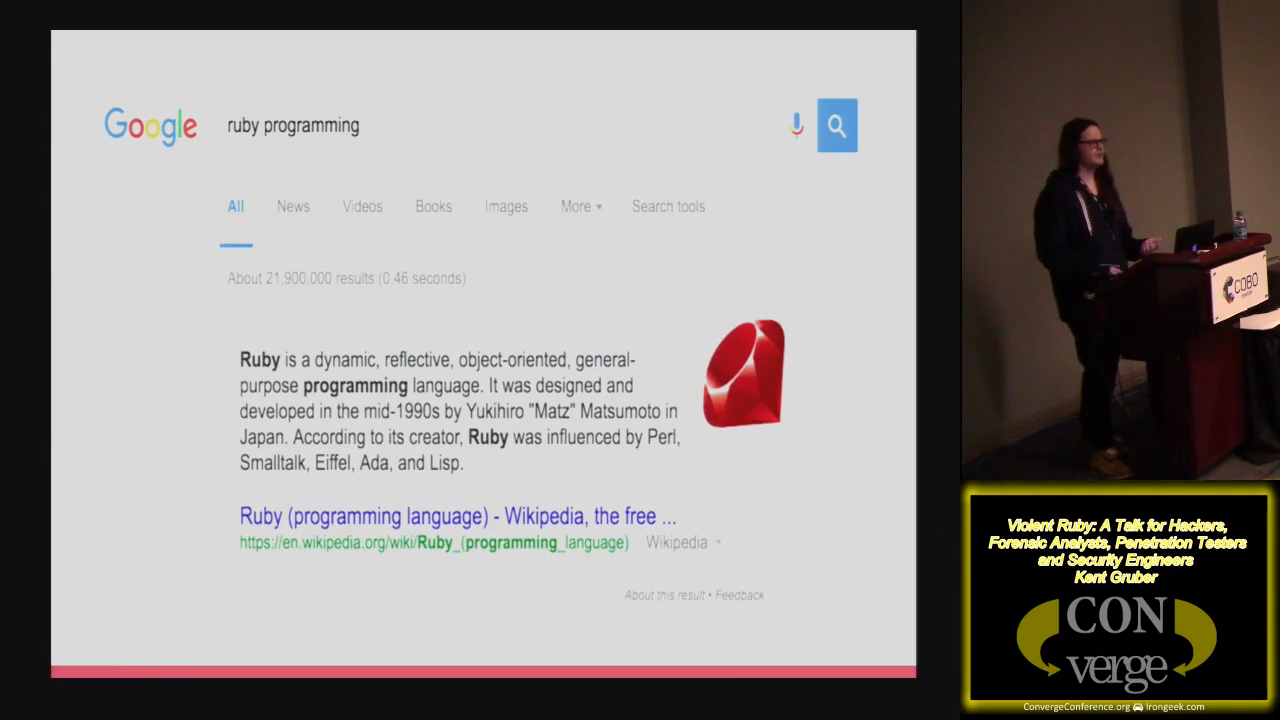 Google
ruby programming
All News Videos Books Images More Search tools
About 21,900,000 results (0.46 seconds)
Ruby is a dynamic, reflective, object-oriented, general-
purpose programming language. It was designed and
developed in the mid-1990s by Yukihiro "Matz" Matsumoto in
Japan. According to its creator, Ruby was influenced by Perl,
Smalltalk, Eiffel, Ada, and Lisp.
Ruby (programming language) - Wikipedia, the free ...
https://en.wikipedia.org/wiki/Ruby_(programming_language) Wikipedia
About this result • Feedback
COBO
CENTER
Violent Ruby: A Talk for Hackers,
Forensic Analysts, Penetration Testers
and Security Engineers
Kent Gruber
CON
verge
ConvergeConference.org Irongeek.com